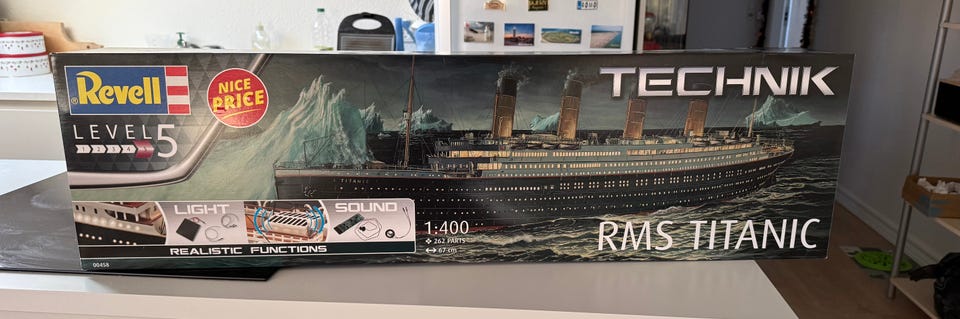 Revell
NICE
PRICE
TECHNIK
LEVEL 5
TITANIC
LIGHT
SOUND
REALISTIC FUNCTIONS
1:400
262 PARTS
67 cm
RMS TITANIC
00458